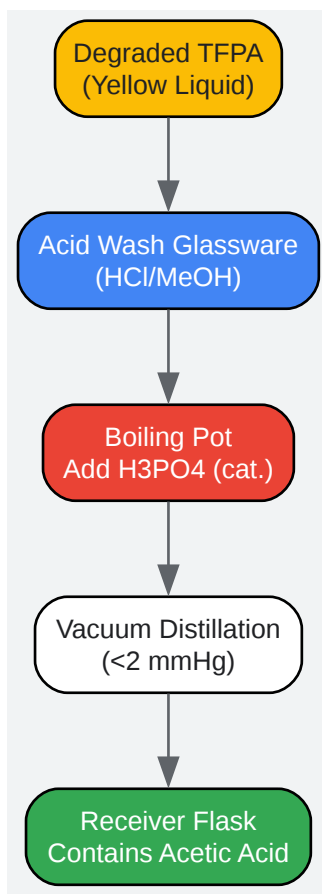 Degraded TFPA
(Yellow Liquid)
Acid Wash Glassware
(HCl/MeOH)
Boiling Pot
Add H3PO4 (cat.)
Vacuum Distillation
(<2 mmHg)
Receiver Flask
Contains Acetic Acid